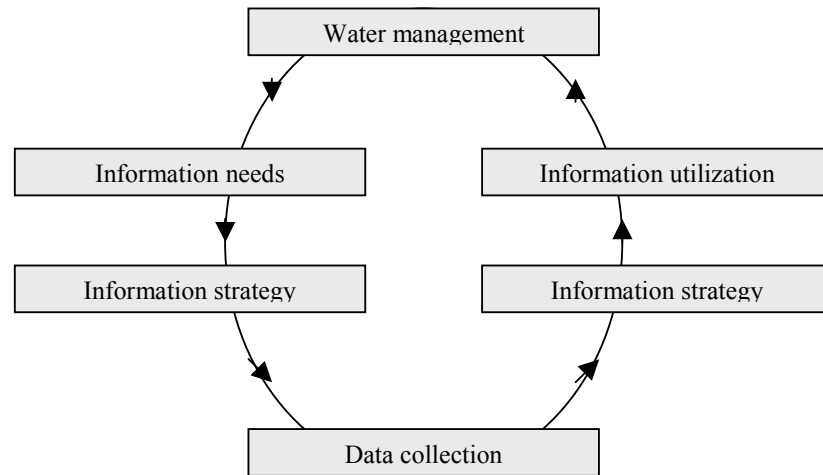 Water management
Information needs
Information utilization
Information strategy
Information strategy
Data collection